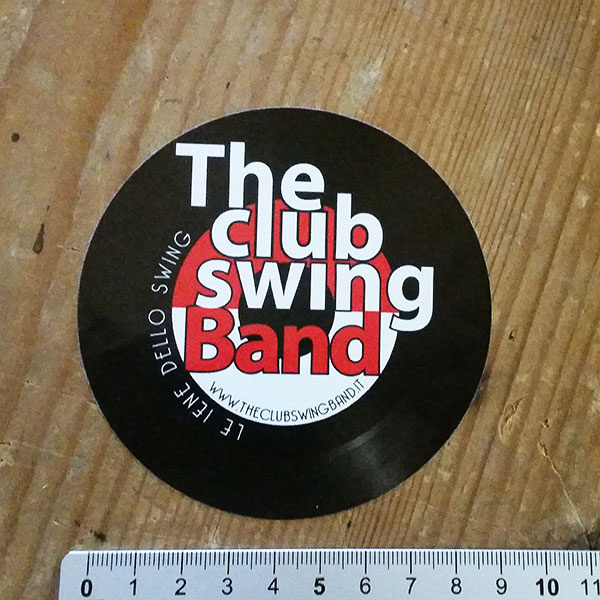 The
club
swing
Band
WWW.THECLUBSWINGBAND.IT
LE IENE DELLO SWING
0 1 2 3 4 5 6 7 8 9 10 11